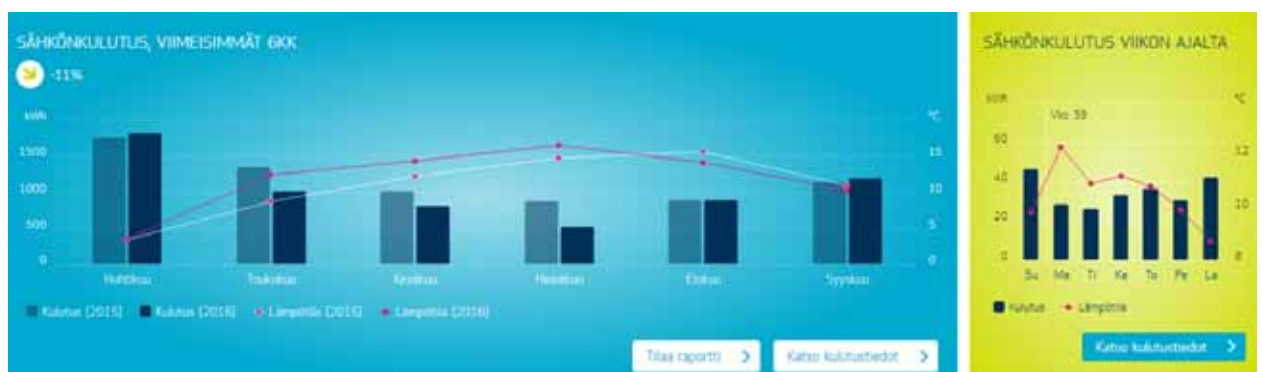 SÄHKÖNKULUTUS, VIIMEISIMMÄT 6KK
-11%
kWh
°C
1500
15
1000
10
500
5
0
0
Huhtikuu
Toukokuu
Kesäkuu
Heinäkuu
Elokuu
Syyskuu
Kulutus (2015)
Kulutus (2016)
Lämpötila (2015)
Lämpötila (2016)
Tilaa raportti
Katso kulutustiedot
SÄHKÖNKULUTUS VIIKON AJALTA
kWh
°C
Vko 39
60
12
40
20
10
0
8
Su
Ma
Ti
Ke
To
Pe
La
Kulutus
Lämpötila
Katso kulutustiedot